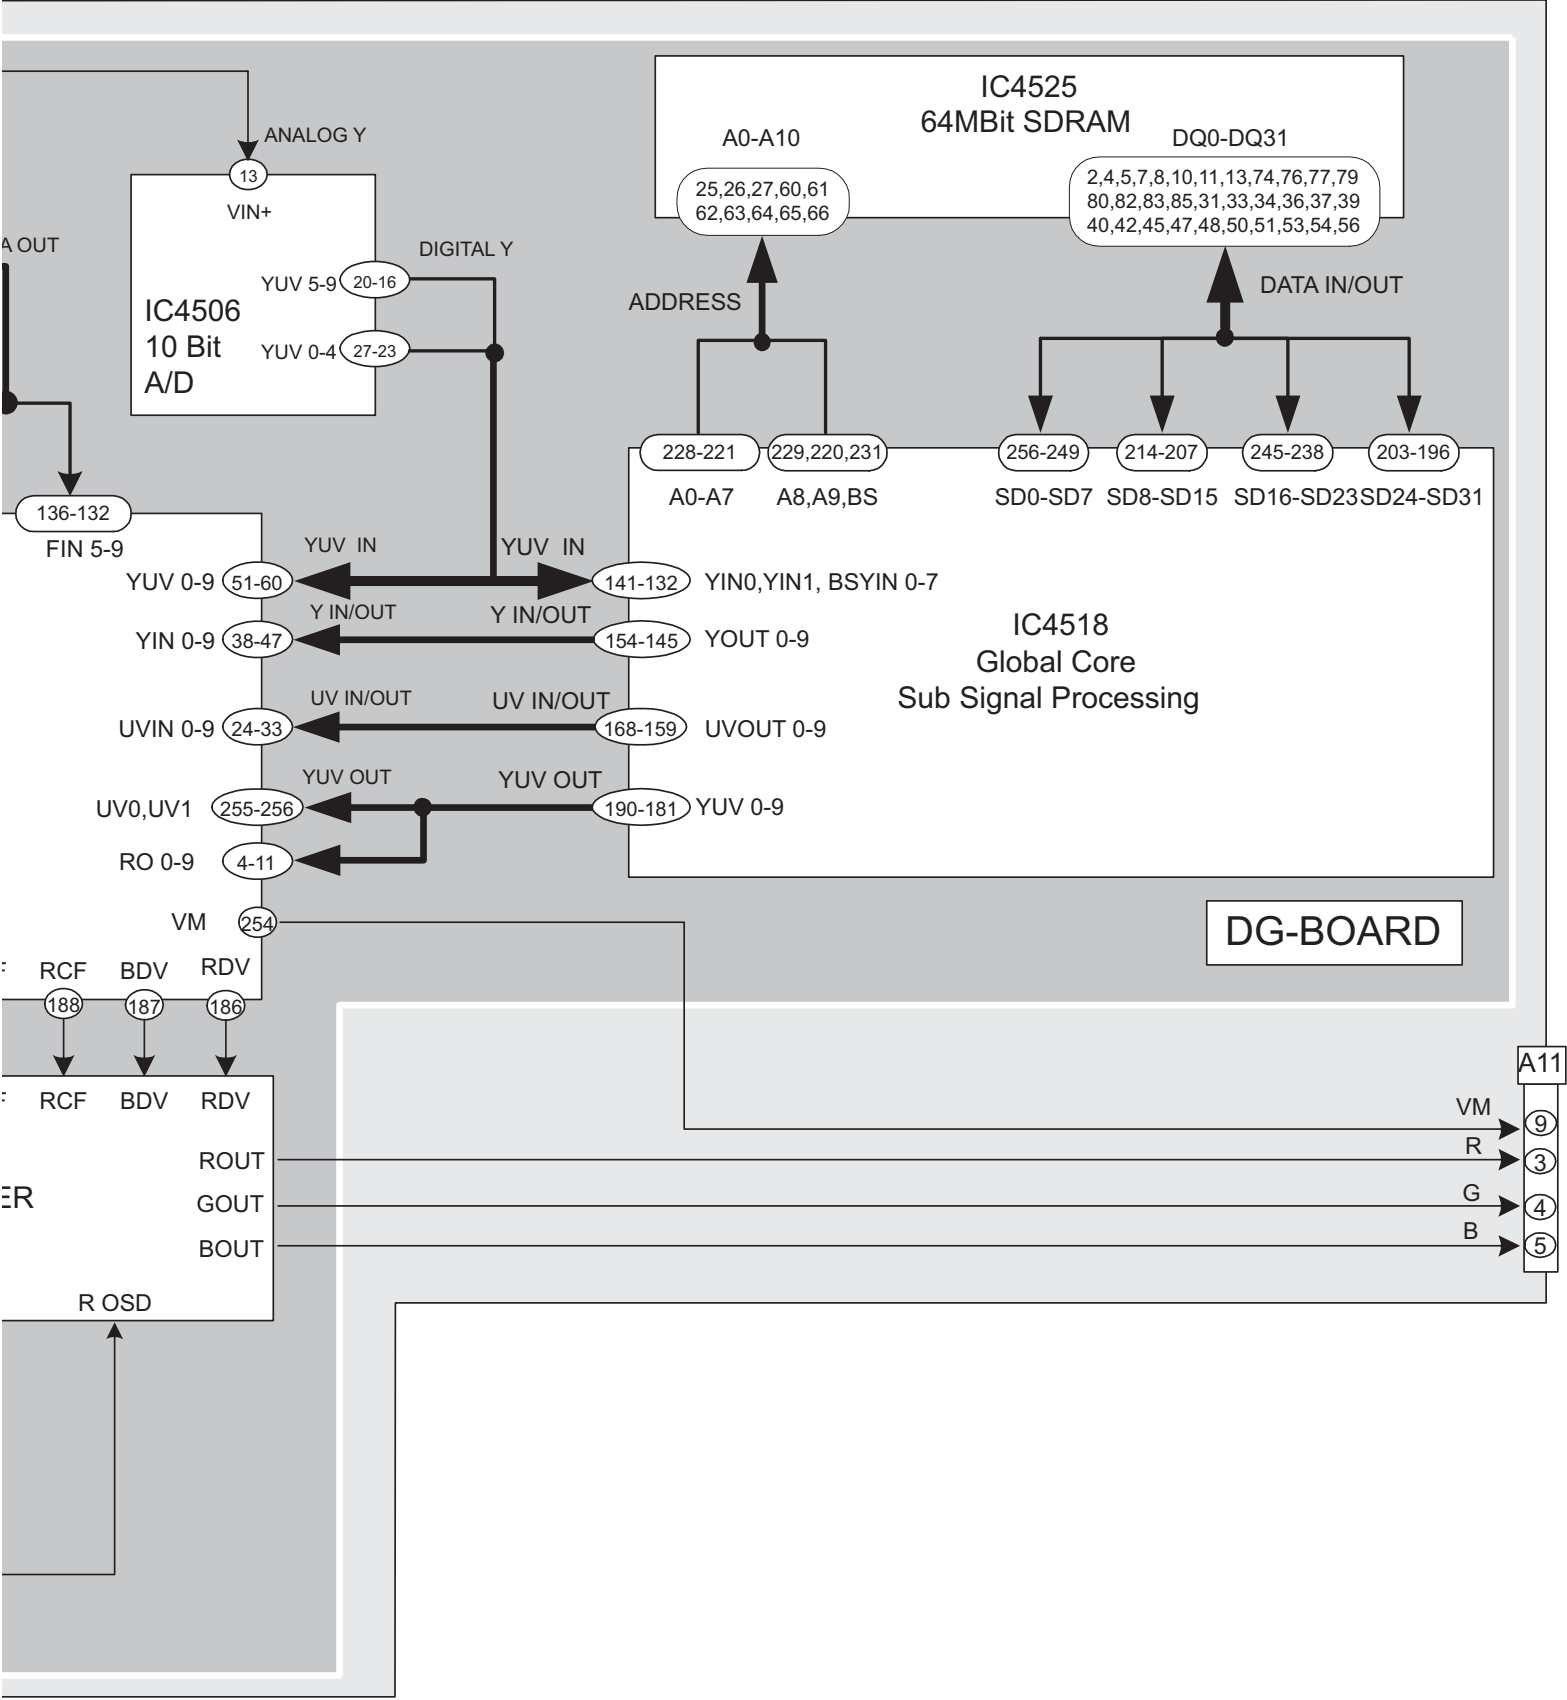 IC4525
64MBit SDRAM
A0-A10
DQ0-DQ31
25,26,27,60,61
62,63,64,65,66
2,4,5,7,8,10,11,13,74,76,77,79
80,82,83,85,31,33,34,36,37,39
40,42,45,47,48,50,51,53,54,56
ANALOG Y
13
VIN+
A OUT
DIGITAL Y
YUV 5-9
20-16
IC4506
10 Bit
A/D
YUV 0-4
27-23
ADDRESS
DATA IN/OUT
228-221
229,220,231
256-249
214-207
245-238
203-196
A0-A7
A8,A9,BS
SD0-SD7
SD8-SD15
SD16-SD23
SD24-SD31
136-132
FIN 5-9
YUV IN
YUV IN
YUV 0-9
51-60
141-132
YIN0,YIN1, BSYIN 0-7
Y IN/OUT
Y IN/OUT
YIN 0-9
38-47
154-145
YOUT 0-9
IC4518
Global Core
Sub Signal Processing
UV IN/OUT
UV IN/OUT
UVIN 0-9
24-33
168-159
UVOUT 0-9
YUV OUT
YUV OUT
UV0,UV1
255-256
190-181
YUV 0-9
RO 0-9
4-11
VM
254
DG-BOARD
RCF
BDV
RDV
188
187
186
RCF
BDV
RDV
A11
VM
9
ROUT
R
3
ER
GOUT
G
4
BOUT
B
5
R OSD